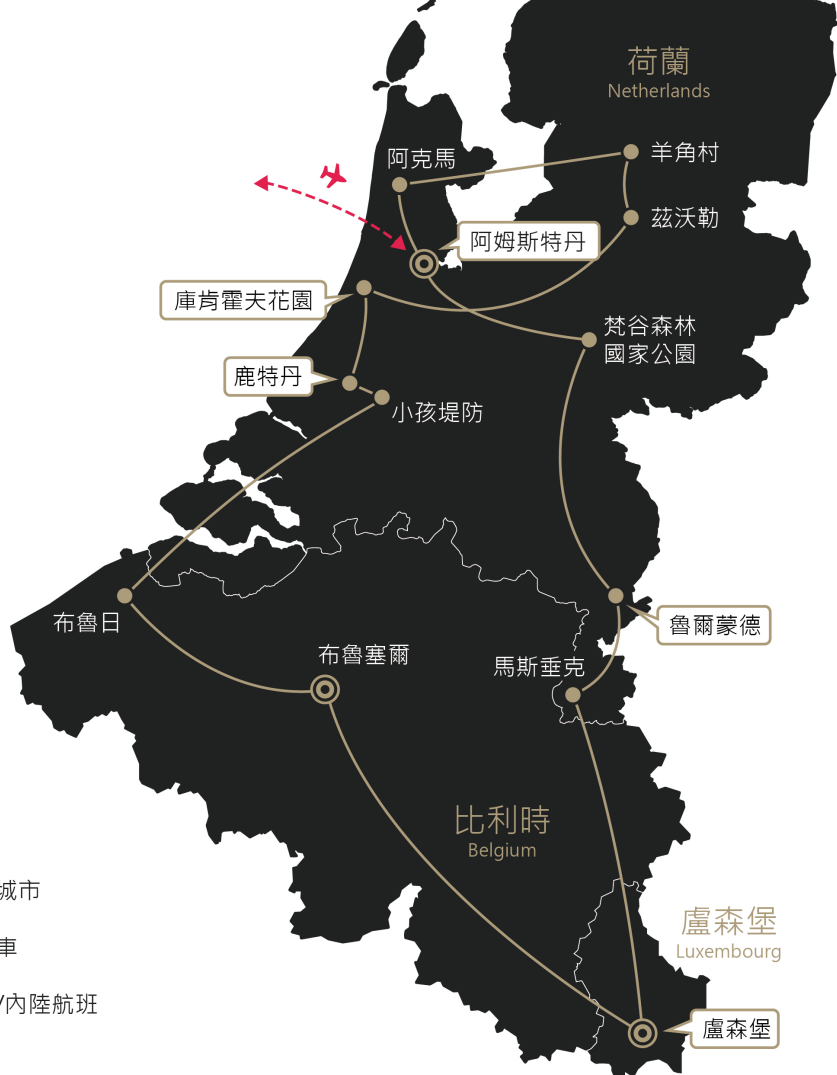 荷蘭
Netherlands
阿克馬
羊角村
茲沃勒
阿姆斯特丹
庫肯霍夫花園
梵谷森林
國家公園
鹿特丹
小孩堤防
布魯日
魯爾蒙德
布魯塞爾
馬斯垂克
比利時
Belgium
城市
盧森堡
Luxembourg
車
/內陸航班
盧森堡